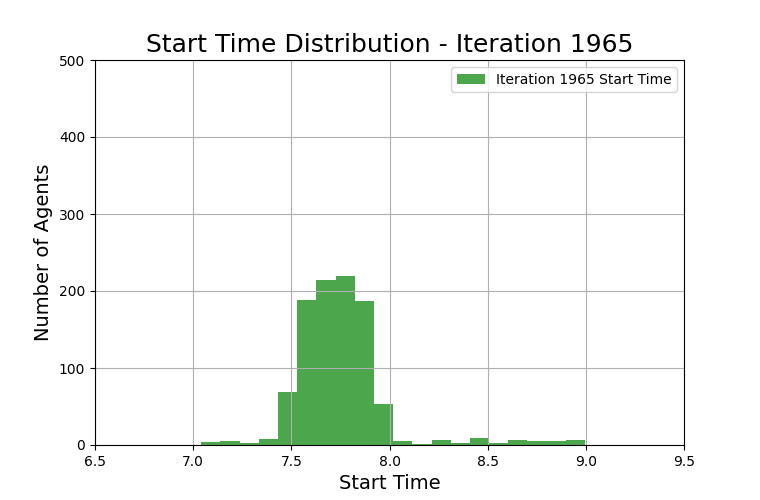 Start Time Distribution - Iteration 1965
Iteration 1965 Start Time
Number of Agents
500
400
300
200
100
0
6.5 7.0 7.5 8.0 8.5 9.0 9.5
Start Time